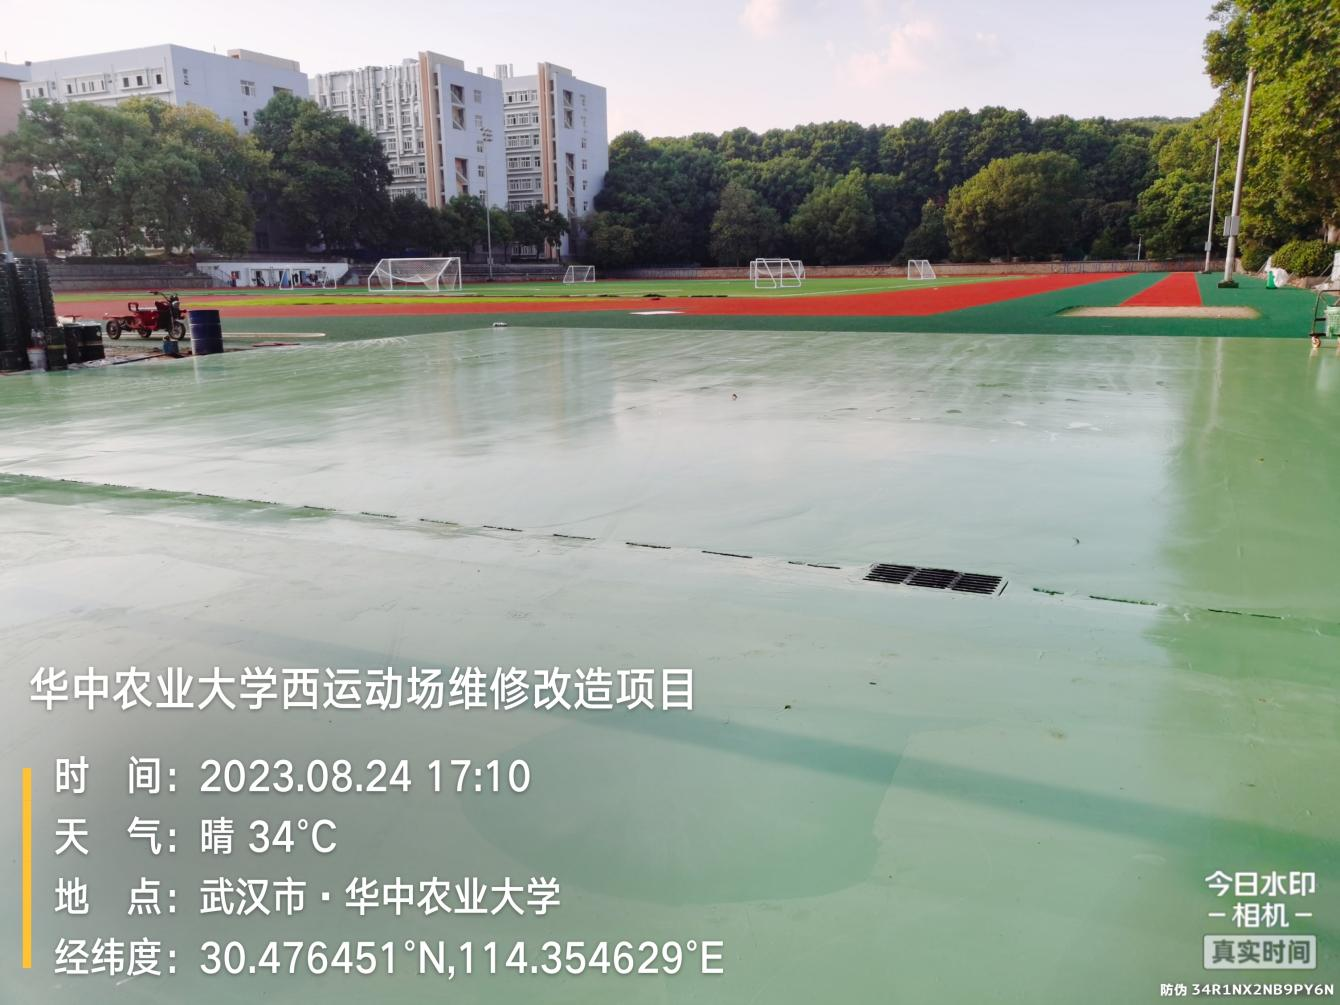 华中农业大学西运动场维修改造项目
时 间：2023.08.24 17:10
天 气：晴 34°C
地 点：武汉市·华中农业大学
经纬度：30.476451°N,114.354629°E
今日水印
-相机-
真实时间
防伪 34R1NX2NB9PY6N